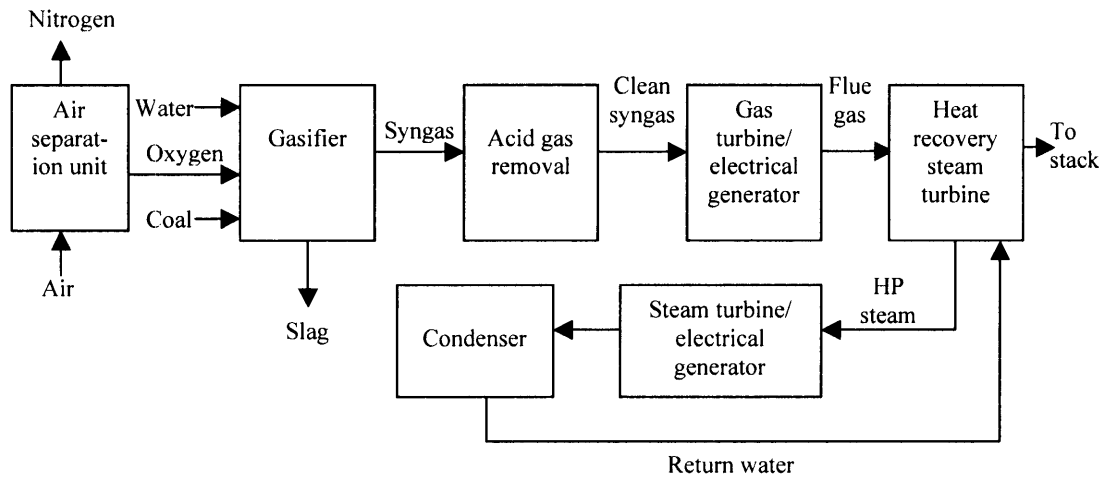 Nitrogen
Air
separat-
ion unit
Air
Water
Oxygen
Coal
Gasifier
Slag
Syngas
Acid gas
removal
Clean
syngas
Gas
turbine/
electrical
generator
Flue
gas
Heat
recovery
steam
turbine
To
stack
HP
steam
Steam turbine/
electrical
generator
Condenser
Return water